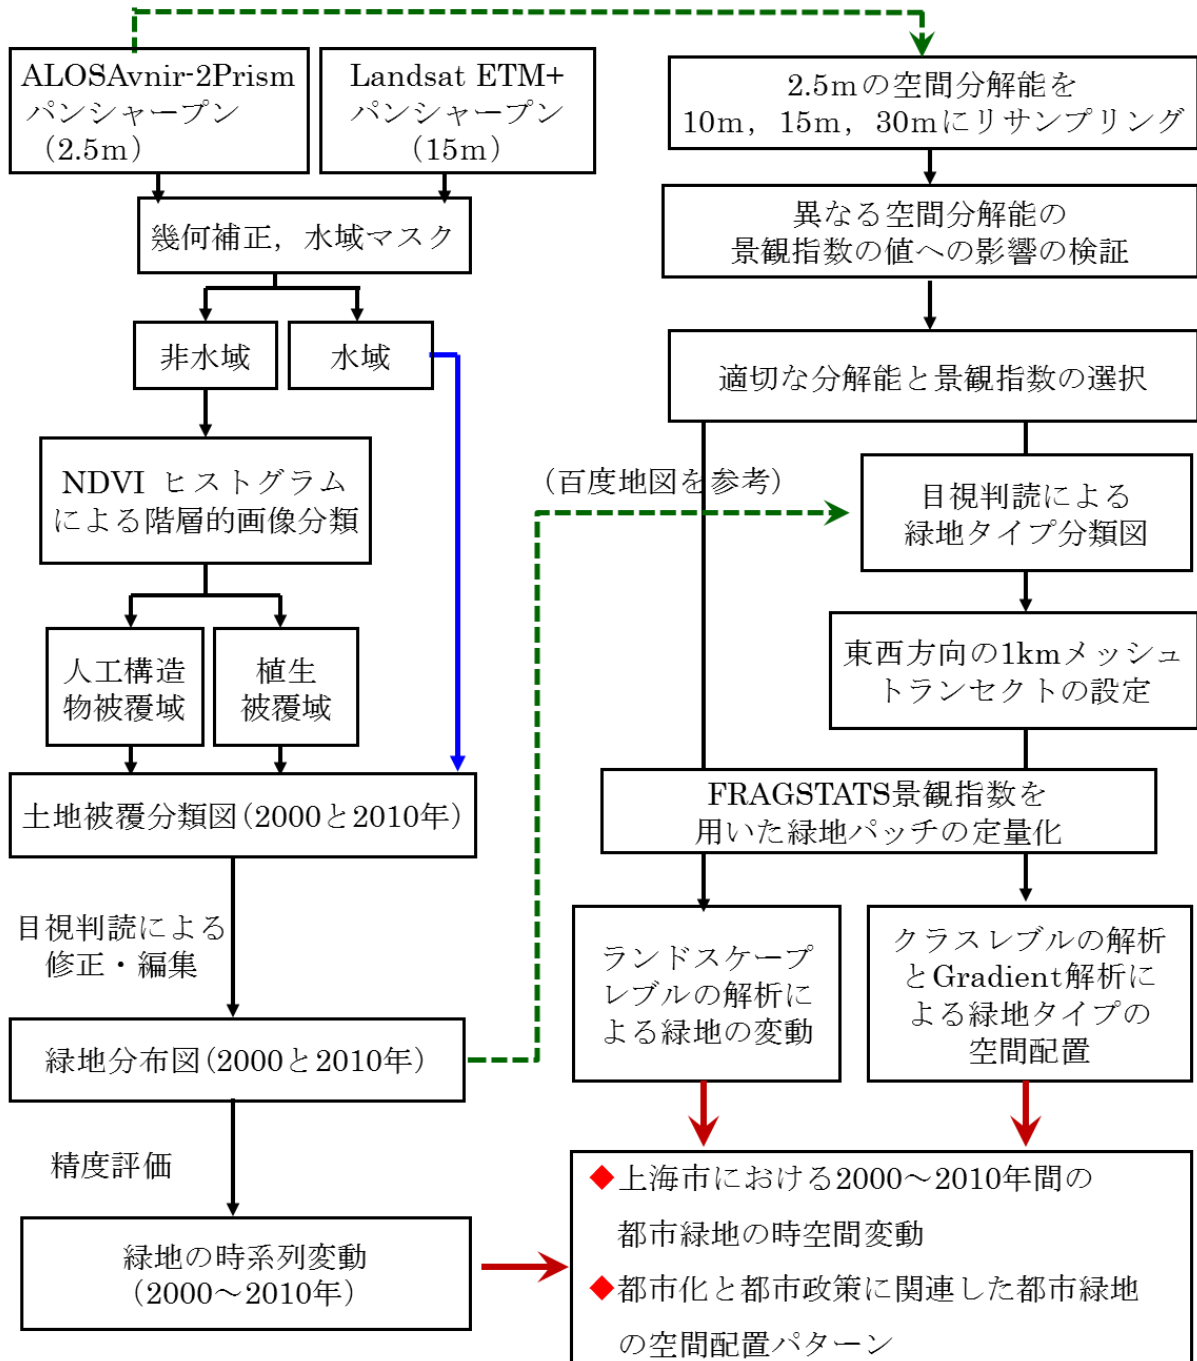 ALOSAvnir-2Prism
パンシャープン
（2.5m）
Landsat ETM+
パンシャープン
（15m）
幾何補正，水域マスク
非水域
水域
NDVI ヒストグラム
による階層的画像分類
人工構造
物被覆域
植生
被覆域
土地被覆分類図（2000と2010年）
目視判読による
修正・編集
緑地分布図（2000と2010年）
精度評価
緑地の時系列変動
（2000～2010年）
2.5mの空間分解能を
10m，15m，30mにリサンプリング
異なる空間分解能の
景観指数の値への影響の検証
適切な分解能と景観指数の選択
（百度地図を参考）
目視判読による
緑地タイプ分類図
東西方向の1kmメッシュ
トランセクトの設定
FRAGSTATS景観指数を
用いた緑地パッチの定量化
ランドスケープ
レブルの解析に
よる緑地の変動
クラスレブルの解析
とGradient解析に
よる緑地タイプの
空間配置
◆上海市における2000～2010年間の
都市緑地の時空間変動
◆都市化と都市政策に関連した都市緑地
の空間配置パターン